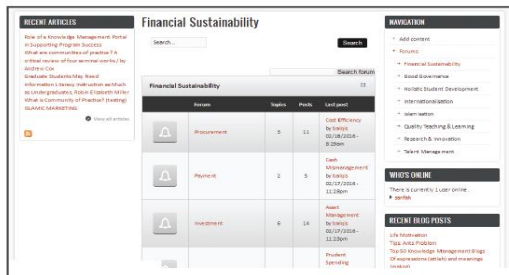 RECENT ARTICLES
Role of a Knowledge Management Portal
in Supporting Program Success
What are communities of practice? A
critical review of four seminal works / by
Andrew Cox
Graduate Students May Need
Information Literacy Instruction as Much
as Undergraduates, Robin Elizabeth Miller
What is Community of Practice? (testing)
ISLAMIC MARKETING
View all articles
Financial Sustainability
Search...
Search
Search forum
Financial Sustainability
Forum Topics Posts Last post
Procurement 5 11 Cost Efficiency
by
02/18/2016 -
8:29am
Payment 2 5 Cash
Mismanagement
by
02/17/2016 -
11:28pm
Investment 6 14 Asset
Management
by
02/17/2016 -
11:23pm
Prudent
Spending
NAVIGATION
Add content
Forums
Financial Sustainability
Good Governance
Holistic Student Development
Internationalisation
Islamisation
Quality Teaching & Learning
Research & Innovation
Talent Management
WHO'S ONLINE
There is currently 1 user online.
sarifah
RECENT BLOG POSTS
Life Motivation
Tips: Ants Problem
Top 50 Knowledge Management Blogs
Of expressions and meanings